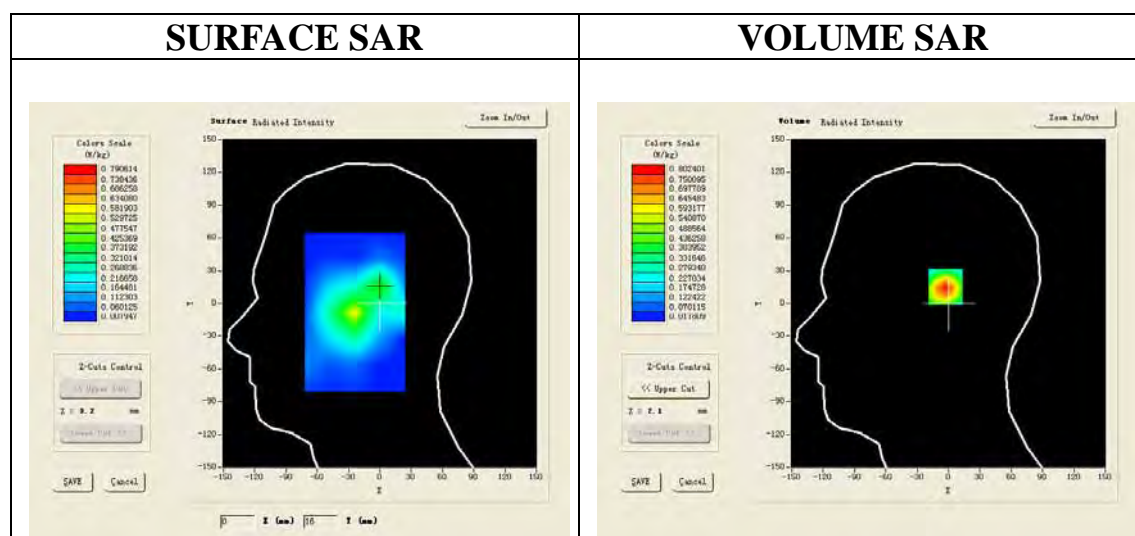 SURFACE SAR
VOLUME SAR
Surface Radiated Intensity
Zoom In/Out
Colors Scale
(W/kg)
0.790614
0.738436
0.686258
0.634080
0.581903
0.529725
0.477547
0.425369
0.373192
0.321014
0.268836
0.216658
0.164481
0.112303
0.060125
0.007947
150
120
90
60
30
0
-30
-60
-90
-120
-150
Y
-150 -120 -90 -60 -30 0 30 60 90 120 150
X
Z-Cuts Control
<< Upper Cut
mm
SAVE
Cancel
0 X (mm) 16 Y (mm)
Volume Radiated Intensity
Zoom In/Out
Colors Scale
(W/kg)
0.802401
0.750095
0.697789
0.645483
0.593177
0.540870
0.488564
0.436258
0.383952
0.331646
0.279340
0.227034
0.174728
0.122422
0.070115
0.017809
150
120
90
60
30
0
-30
-60
-90
-120
-150
Y
-150 -120 -90 -60 -30 0 30 60 90 120 150
X
Z-Cuts Control
<< Upper Cut
mm
SAVE
Cancel